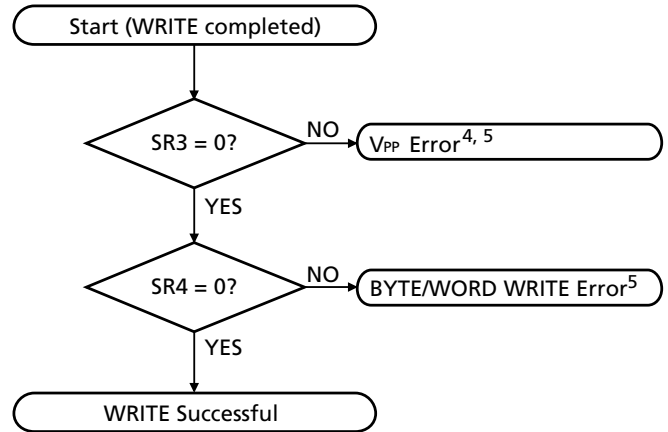 Start (WRITE completed)
SR3 = 0?
NO
VPP Error4, 5
YES
SR4 = 0?
NO
BYTE/WORD WRITE Error5
YES
WRITE Successful